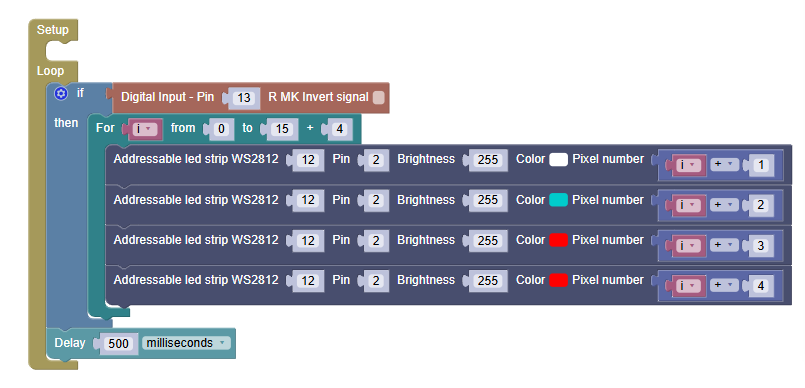 Setup
Loop
if Digital Input - Pin 13 R MK Invert signal
then For i from 0 to 15 + 4
Addressable led strip WS2812 12 Pin 2 Brightness 255 Color Pixel number i + 1
Addressable led strip WS2812 12 Pin 2 Brightness 255 Color Pixel number i + 2
Addressable led strip WS2812 12 Pin 2 Brightness 255 Color Pixel number i + 3
Addressable led strip WS2812 12 Pin 2 Brightness 255 Color Pixel number i + 4
Delay 500 milliseconds